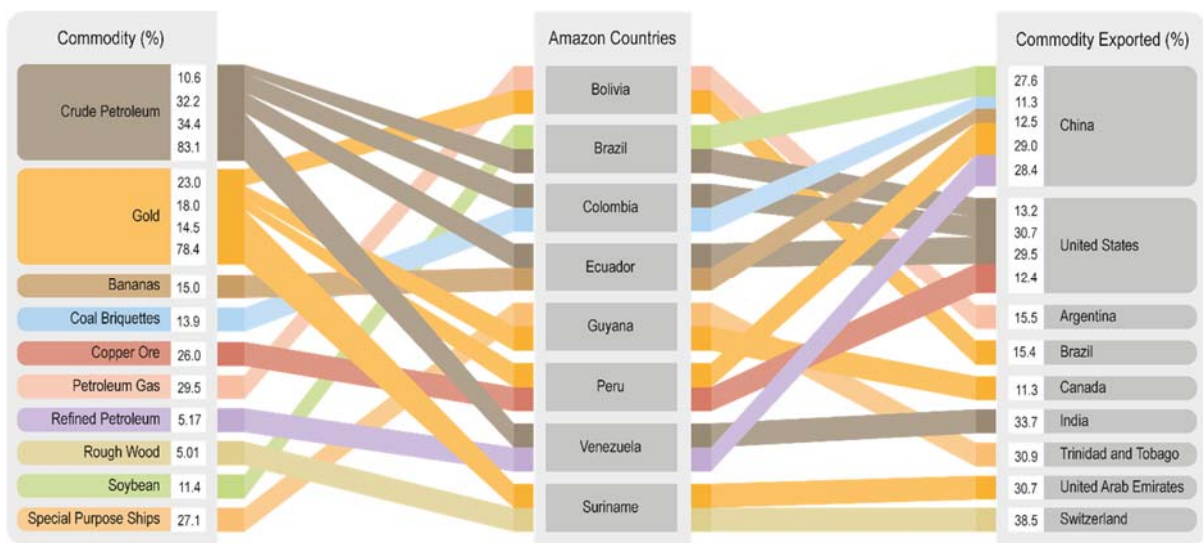 Commodity (%)
Crude Petroleum
10.6
32.2
34.4
83.1
Gold
23.0
18.0
14.5
78.4
Bananas 15.0
Coal Briquettes 13.9
Copper Ore 26.0
Petroleum Gas 29.5
Refined Petroleum 5.17
Rough Wood 5.01
Soybean 11.4
Special Purpose Ships 27.1
Amazon Countries
Bolivia
Brazil
Colombia
Ecuador
Guyana
Peru
Venezuela
Suriname
Commodity Exported (%)
27.6
11.3
12.5
29.0
28.4
China
13.2
30.7
29.5
12.4
United States
15.5 Argentina
15.4 Brazil
11.3 Canada
33.7 India
30.9 Trinidad and Tobago
30.7 United Arab Emirates
38.5 Switzerland